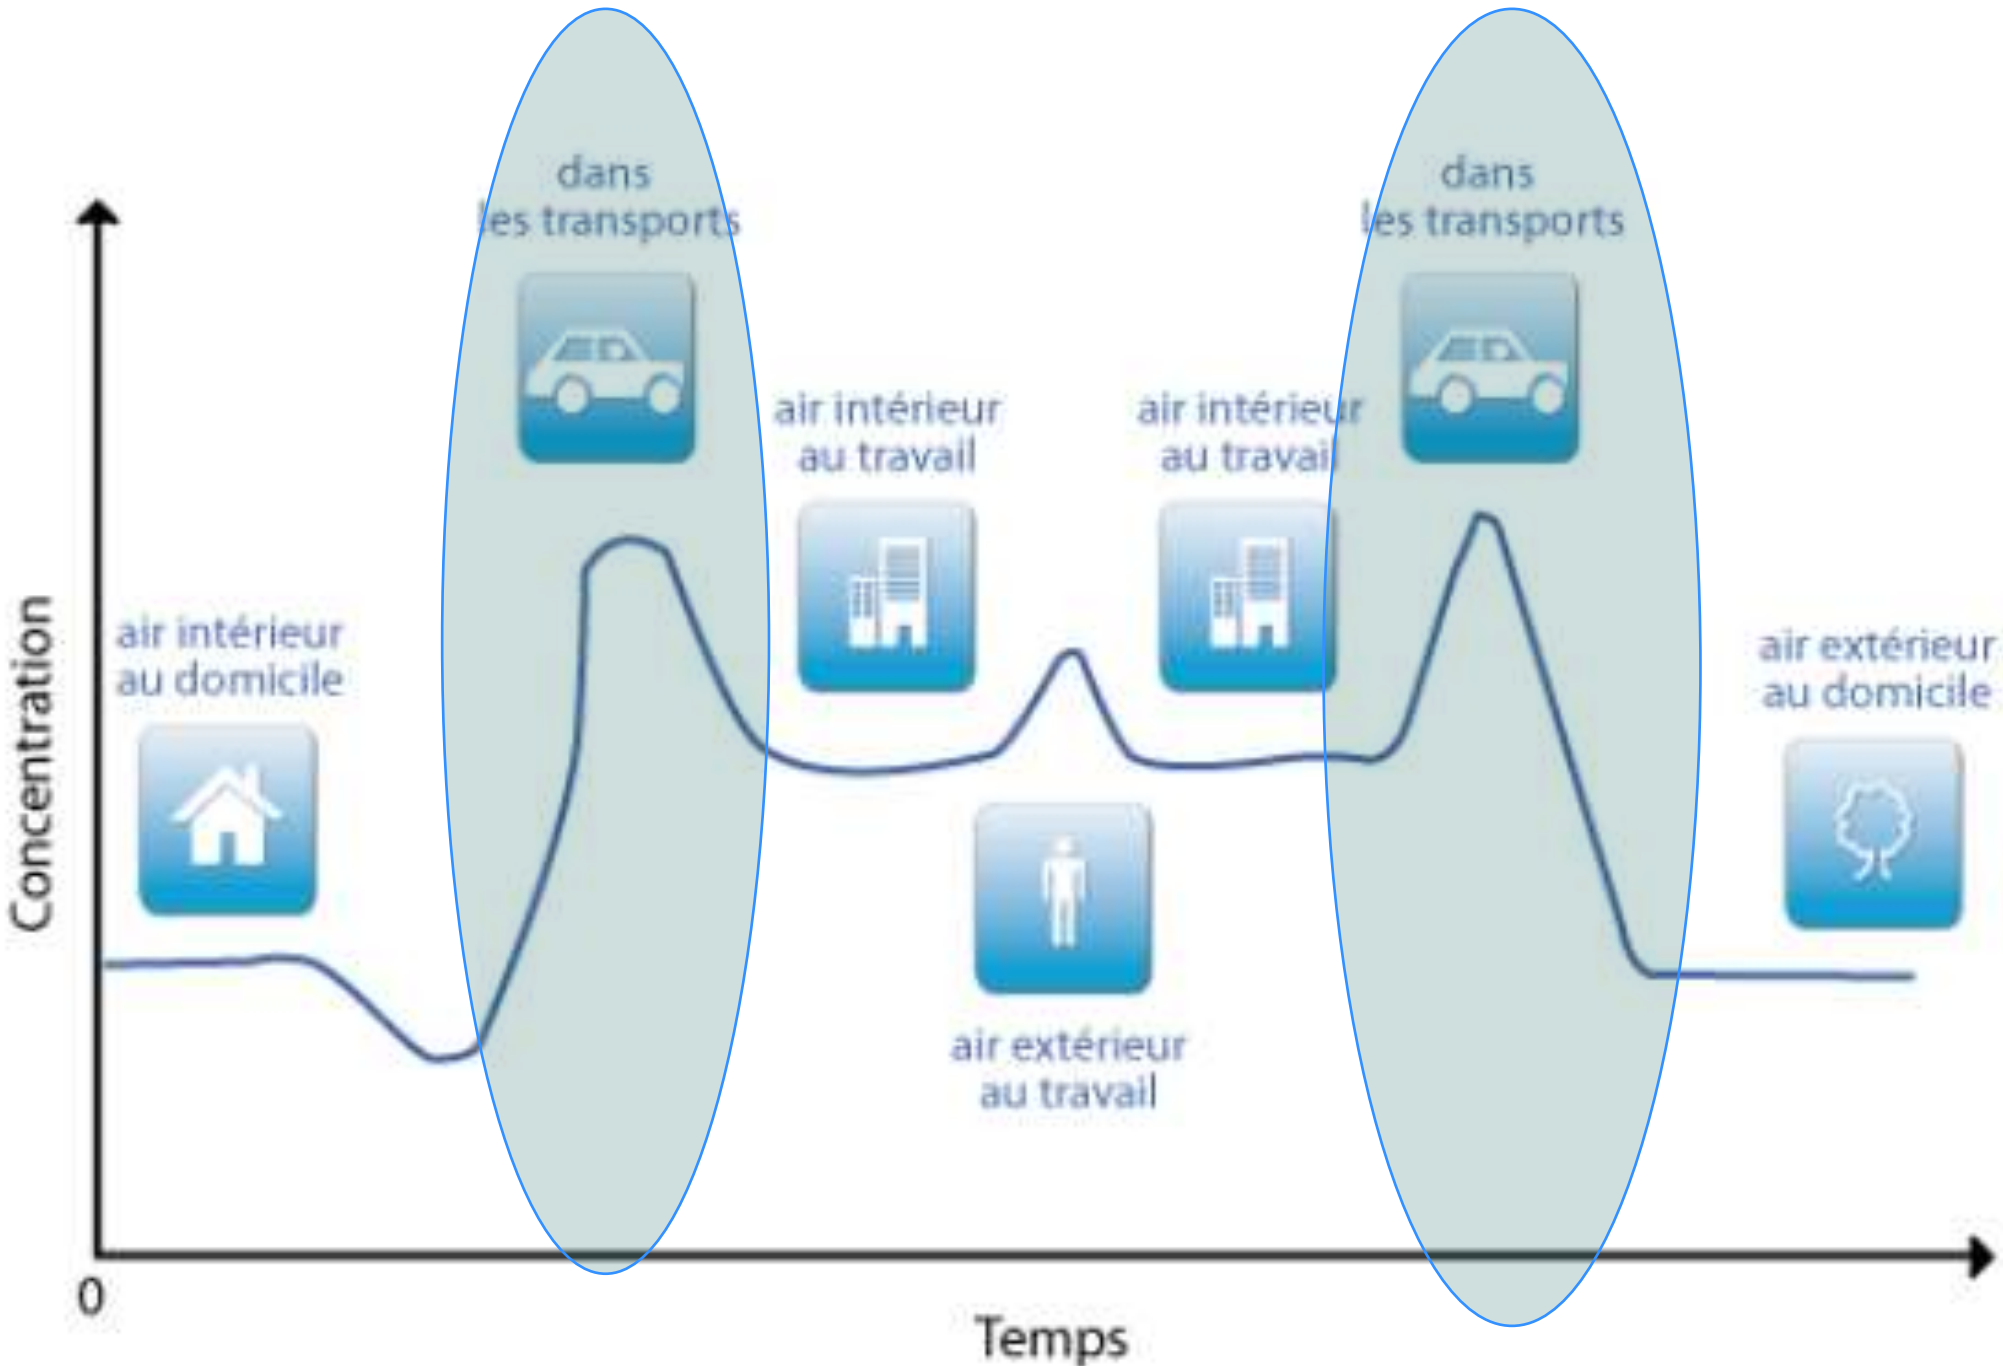 dans
les transports
dans
les transports
air intérieur
au travail
air intérieur
au travail
air intérieur
au domicile
air extérieur
au domicile
Concentration
air extérieur
au travail
0
Temps